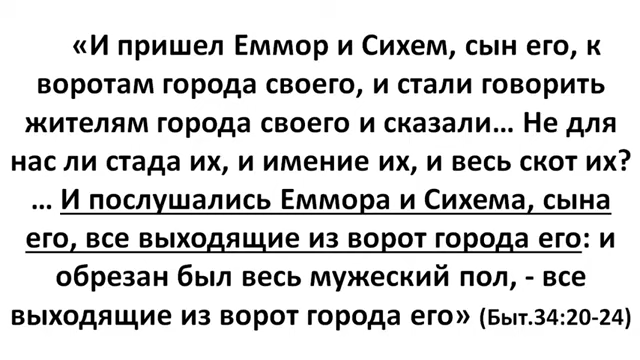 «И пришел Еммор и Сихем, сын его, к
воротам города своего, и стали говорить
жителям города своего и сказали... Не для
нас ли стада их, и имение их, и весь скот их?
... И послушались Еммора и Сихема, сына
его, все выходящие из ворот города его: и
обрезан был весь мужеский пол, - все
выходящие из ворот города его» (Быт.34:20-24)